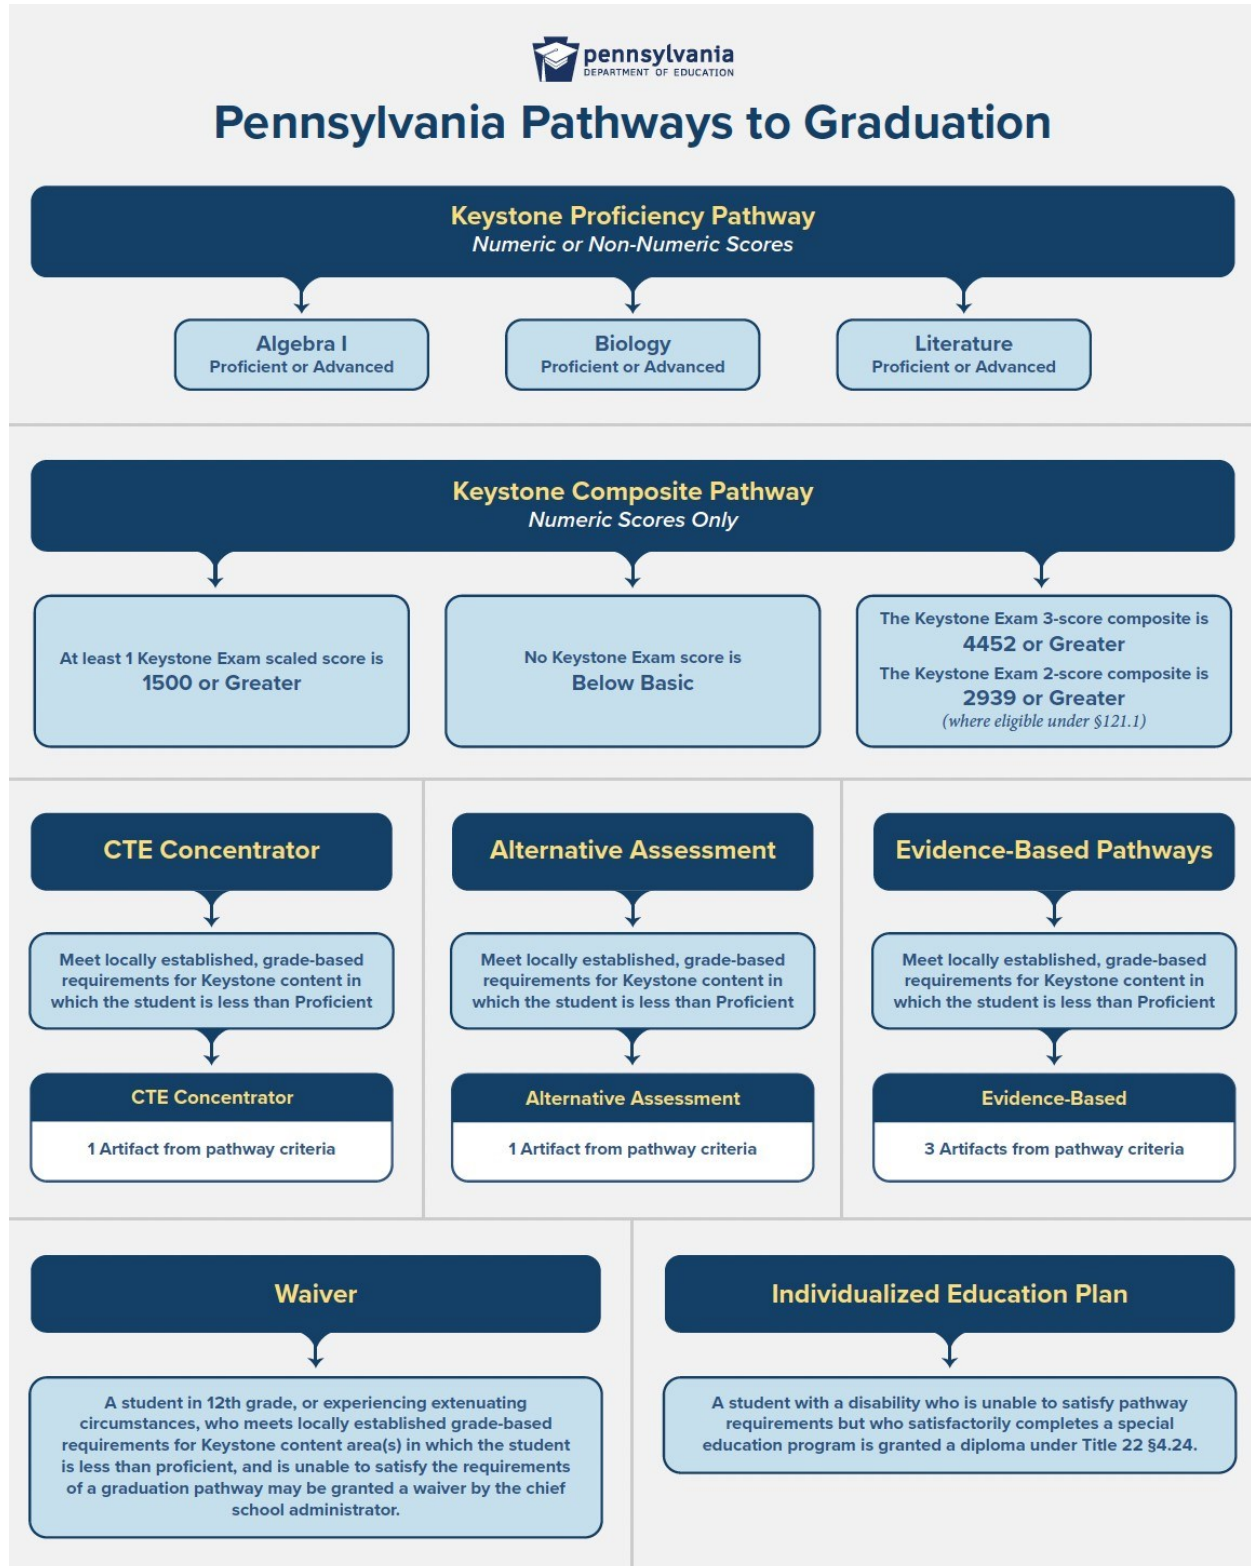 pennsylvania
DEPARTMENT OF EDUCATION
Pennsylvania Pathways to Graduation
Keystone Proficiency Pathway
Numeric or Non-Numeric Scores
Algebra I
Proficient or Advanced
Biology
Proficient or Advanced
Literature
Proficient or Advanced
Keystone Composite Pathway
Numeric Scores Only
At least 1 Keystone Exam scaled score is
1500 or Greater
No Keystone Exam score is
Below Basic
The Keystone Exam 3-score composite is
4452 or Greater
The Keystone Exam 2-score composite is
2939 or Greater
(where eligible under §121.1)
CTE Concentrator
Meet locally established, grade-based
requirements for Keystone content in
which the student is less than Proficient
CTE Concentrator
1 Artifact from pathway criteria
Alternative Assessment
Meet locally established, grade-based
requirements for Keystone content in
which the student is less than Proficient
Alternative Assessment
1 Artifact from pathway criteria
Evidence-Based Pathways
Meet locally established, grade-based
requirements for Keystone content in
which the student is less than Proficient
Evidence-Based
3 Artifacts from pathway criteria
Waiver
A student in 12th grade, or experiencing extenuating
circumstances, who meets locally established grade-based
requirements for Keystone content area(s) in which the student
is less than proficient, and is unable to satisfy the requirements
of a graduation pathway may be granted a waiver by the chief
school administrator.
Individualized Education Plan
A student with a disability who is unable to satisfy pathway
requirements but who satisfactorily completes a special
education program is granted a diploma under Title 22 §4.24.